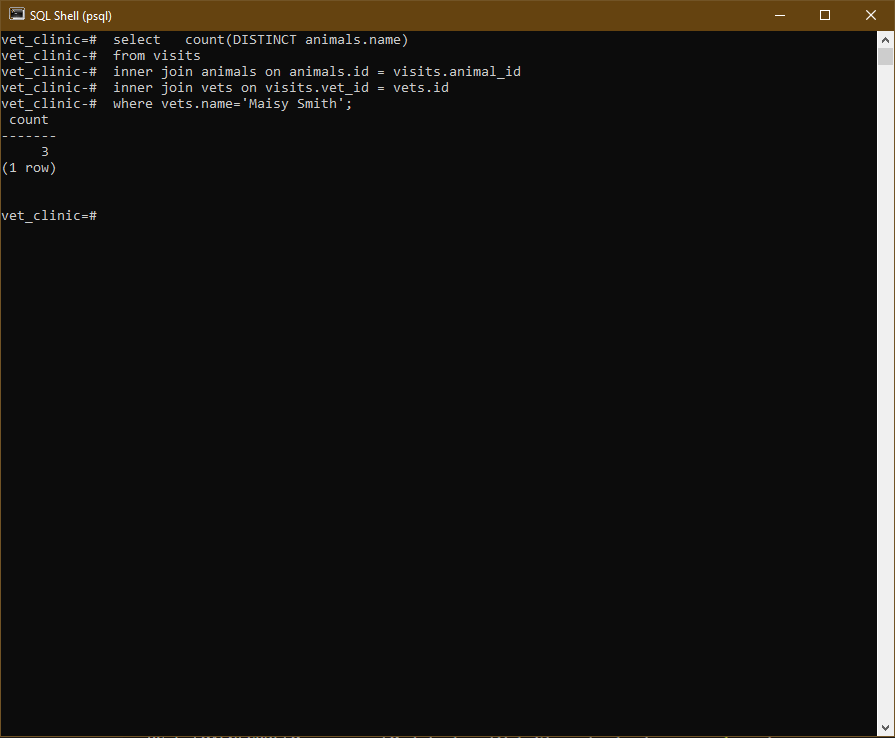 SQL Shell (psql)
vet_clinic=#  select   count(DISTINCT animals.name)
vet_clinic-#  from visits
vet_clinic-#  inner join animals on animals.id = visits.animal_id
vet_clinic-#  inner join vets on visits.vet_id = vets.id
vet_clinic-#  where vets.name='Maisy Smith';
 count
-------
     3
(1 row)
vet_clinic=#